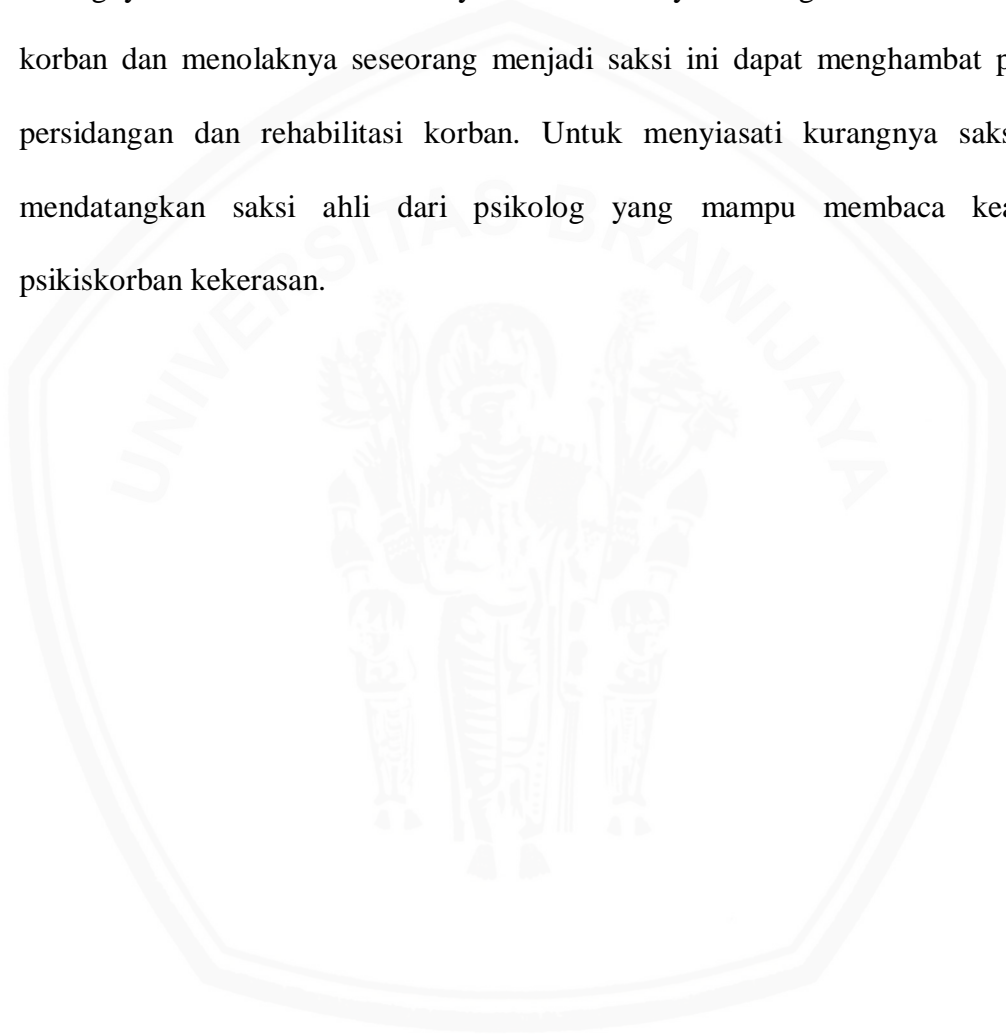 korban dan menolaknya seseorang menjadi saksi ini dapat menghambat
persidangan dan rehabilitasi korban. Untuk menyiasati kurangnya
mendatangkan saksi ahli dari psikolog yang mampu membaca
psikiskorban kekerasan.
UNIVERSITAS BRAWIJAYA